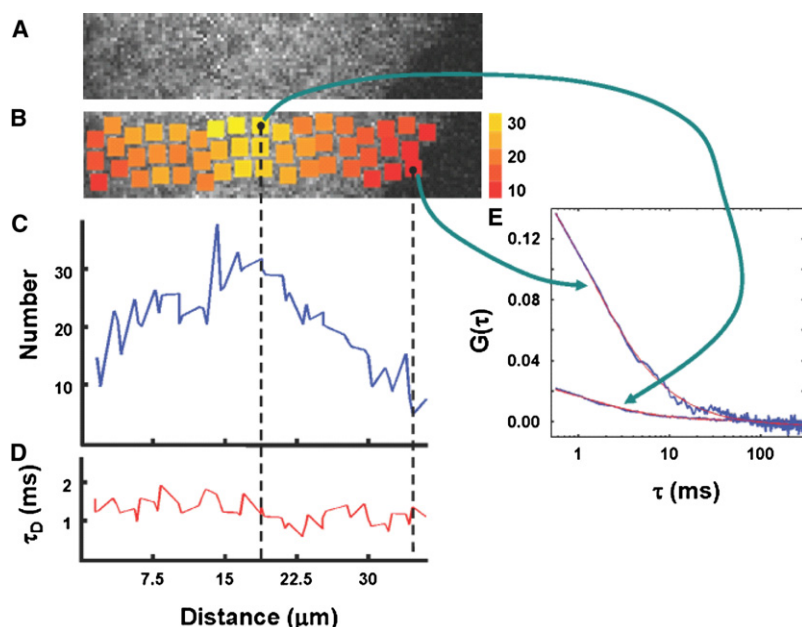 A
B
30
20
10
C
Number
30
20
10
D
τD (ms)
2
1
7.5 15 22.5 30
Distance (μm)
E
G(τ)
0.12
0.08
0.04
0.00
1 10 100
τ (ms)